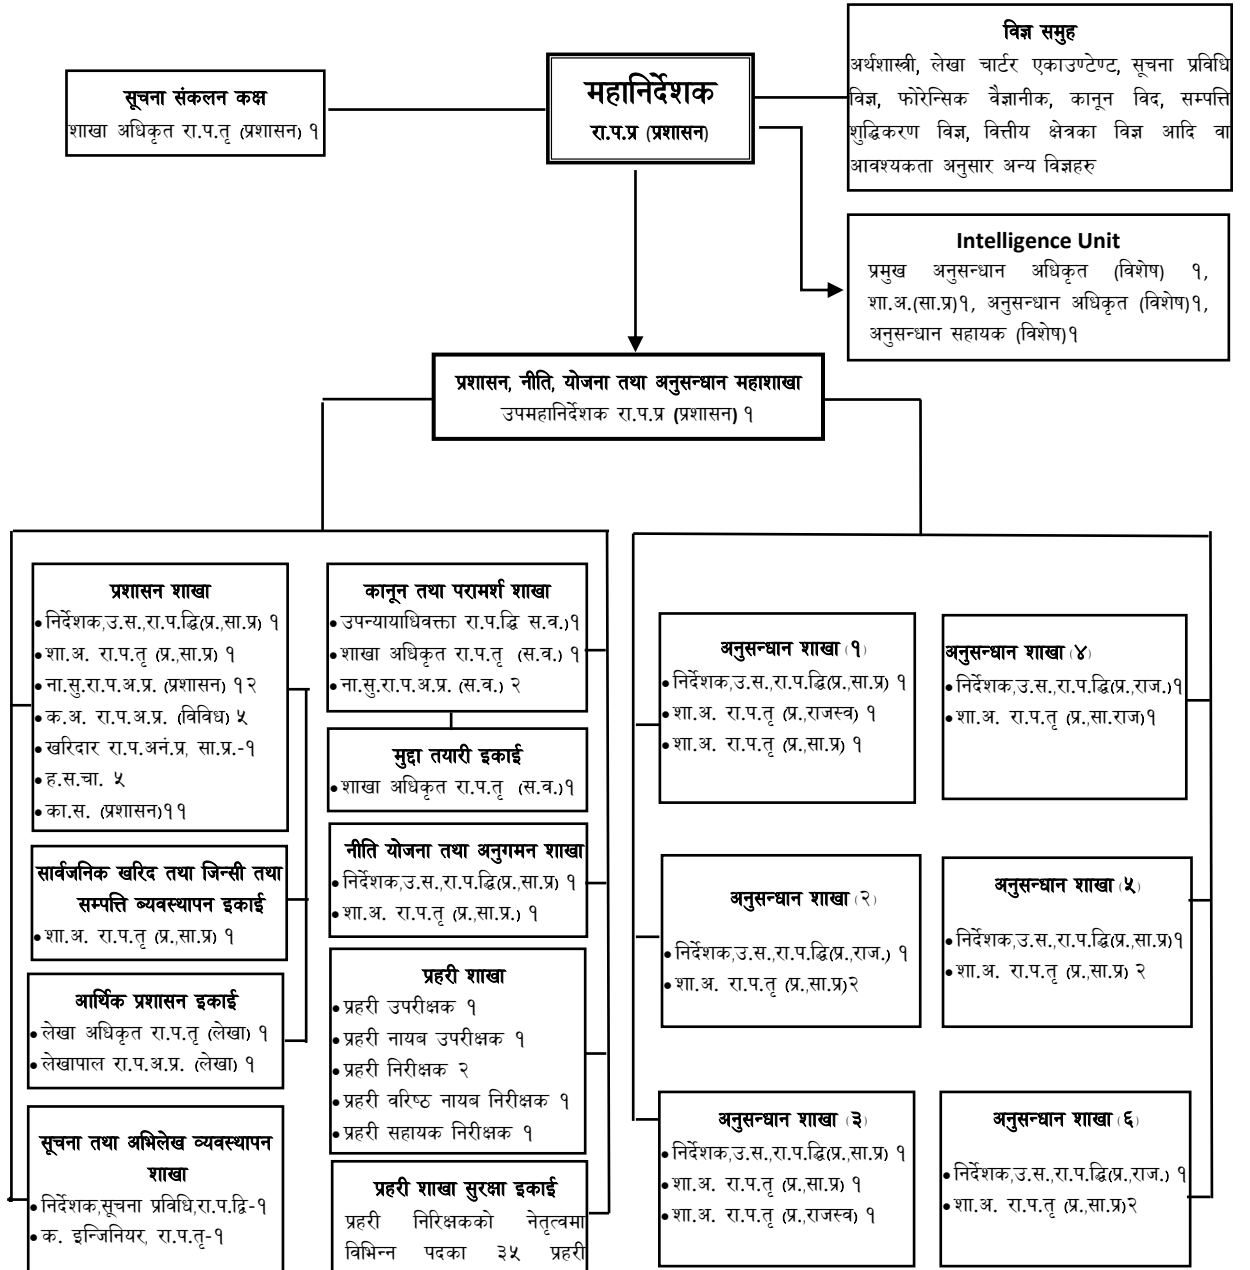 सूचना संकलन कक्ष
शाखा अधिकृत रा.प.तृ (प्रशासन) १
महानिर्देशक
रा.प.प्र (प्रशासन)
विज्ञ समुह
अर्थशास्त्री, लेखा चार्टर एकाउण्टेण्ट, सूचना प्रविधि
विज्ञ, फोरेन्सिक वैज्ञानीक, कानून विद, सम्पत्ति
शुद्धिकरण विज्ञ, वित्तीय क्षेत्रका विज्ञ आदि वा
आवश्यकता अनुसार अन्य विज्ञहरु
Intelligence Unit
प्रमुख अनुसन्धान अधिकृत (विशेष) १,
शा.अ.(सा.प्र)१, अनुसन्धान अधिकृत (विशेष)१,
अनुसन्धान सहायक (विशेष)१
प्रशासन, नीति, योजना तथा अनुसन्धान महाशाखा
उपमहानिर्देशक रा.प.प्र (प्रशासन) १
प्रशासन शाखा
• निर्देशक,उ.स.,रा.प.द्धि(प्र.,सा.प्र) १
• शा.अ. रा.प.तृ (प्र.,सा.प्र) १
• ना.सु.रा.प.अ.प्र. (प्रशासन) १२
• क.अ. रा.प.अ.प्र. (विविध) ५
• खरिदार रा.प.अनं.प्र, सा.प्र.-१
• ह.स.चा. ५
• का.स. (प्रशासन)११
सार्वजनिक खरिद तथा जिन्सी तथा
सम्पत्ति व्यवस्थापन इकाई
• शा.अ. रा.प.तृ (प्र.,सा.प्र) १
आर्थिक प्रशासन इकाई
• लेखा अधिकृत रा.प.तृ (लेखा) १
• लेखापाल रा.प.अ.प्र. (लेखा) १
सूचना तथा अभिलेख व्यवस्थापन
शाखा
• निर्देशक,सूचना प्रविधि,रा.प.द्वि-१
• क. इन्जिनियर, रा.प.तृ-१
कानून तथा परामर्श शाखा
• उपन्यायाधिवक्ता रा.प.द्धि स.व.)१
• शाखा अधिकृत रा.प.तृ (स.व.) १
• ना.सु.रा.प.अ.प्र. (स.व.) २
मुद्दा तयारी इकाई
• शाखा अधिकृत रा.प.तृ (स.व.)१
नीति योजना तथा अनुगमन शाखा
• निर्देशक,उ.स.,रा.प.द्धि(प्र.,सा.प्र) १
• शा.अ. रा.प.तृ (प्र.,सा.प्र.) १
प्रहरी शाखा
• प्रहरी उपरीक्षक १
• प्रहरी नायब उपरीक्षक १
• प्रहरी निरीक्षक २
• प्रहरी वरिष्ठ नायब निरीक्षक १
• प्रहरी सहायक निरीक्षक १
प्रहरी शाखा सुरक्षा इकाई
प्रहरी निरिक्षकको नेतृत्वमा
विभिन्न पदका ३५ प्रहरी
अनुसन्धान शाखा (१)
• निर्देशक,उ.स.,रा.प.द्धि(प्र.,सा.प्र) १
• शा.अ. रा.प.तृ (प्र.,राजस्व) १
• शा.अ. रा.प.तृ (प्र.,सा.प्र) १
अनुसन्धान शाखा (४)
• निर्देशक,उ.स.,रा.प.द्धि(प्र.,राज.)१
• शा.अ. रा.प.तृ (प्र.,सा.राज)१
अनुसन्धान शाखा (२)
• निर्देशक,उ.स.,रा.प.द्धि(प्र.,राज.) १
• शा.अ. रा.प.तृ (प्र.,सा.प्र)२
अनुसन्धान शाखा (५)
• निर्देशक,उ.स.,रा.प.द्धि(प्र.,सा.प्र)१
• शा.अ. रा.प.तृ (प्र.,सा.प्र) २
अनुसन्धान शाखा (३)
• निर्देशक,उ.स.,रा.प.द्धि(प्र.,सा.प्र) १
• शा.अ. रा.प.तृ (प्र.,सा.प्र) १
• शा.अ. रा.प.तृ (प्र.,राजस्व) १
अनुसन्धान शाखा (६)
• निर्देशक,उ.स.,रा.प.द्धि(प्र.,राज.) १
• शा.अ. रा.प.तृ (प्र.,सा.प्र)२